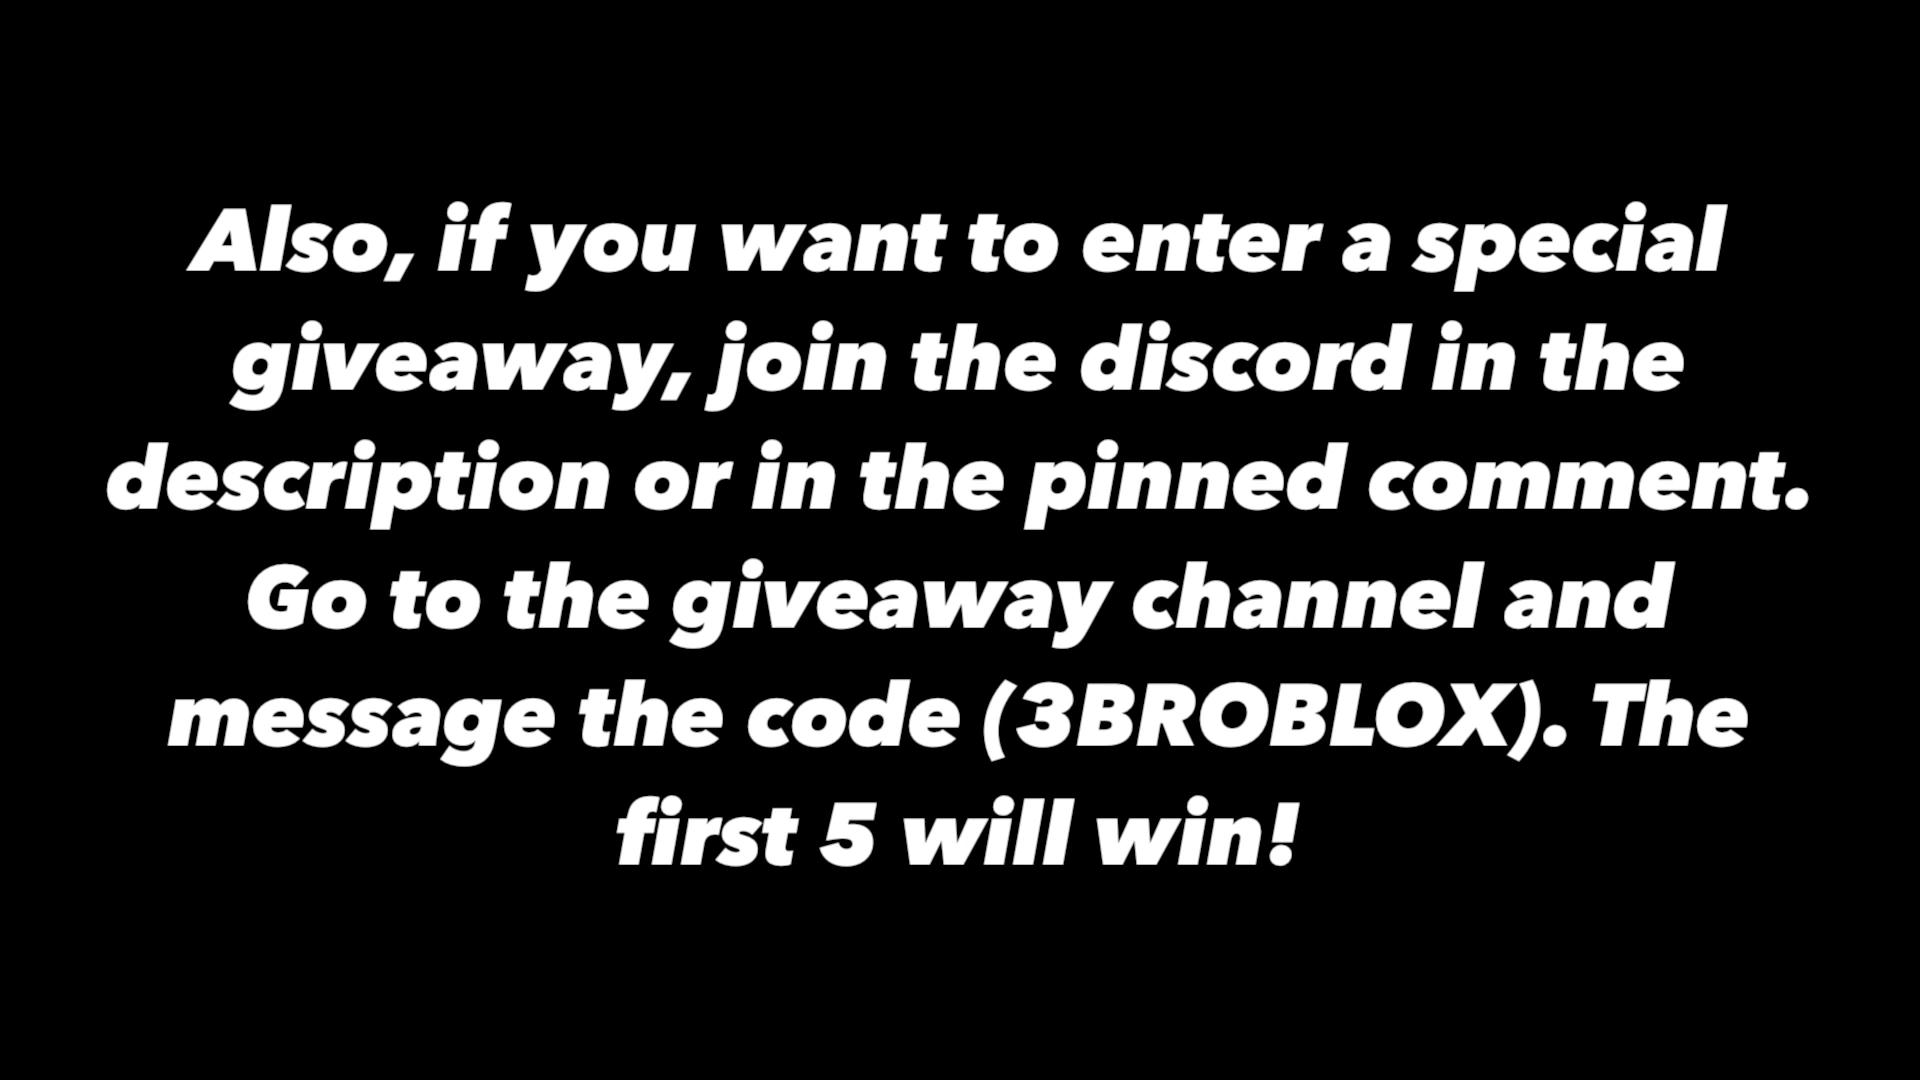 Also, if you want to enter a special
giveaway, join the discord in the
description or in the pinned comment.
Go to the giveaway channel and
message the code (3BROBLOX). The
first 5 will win!